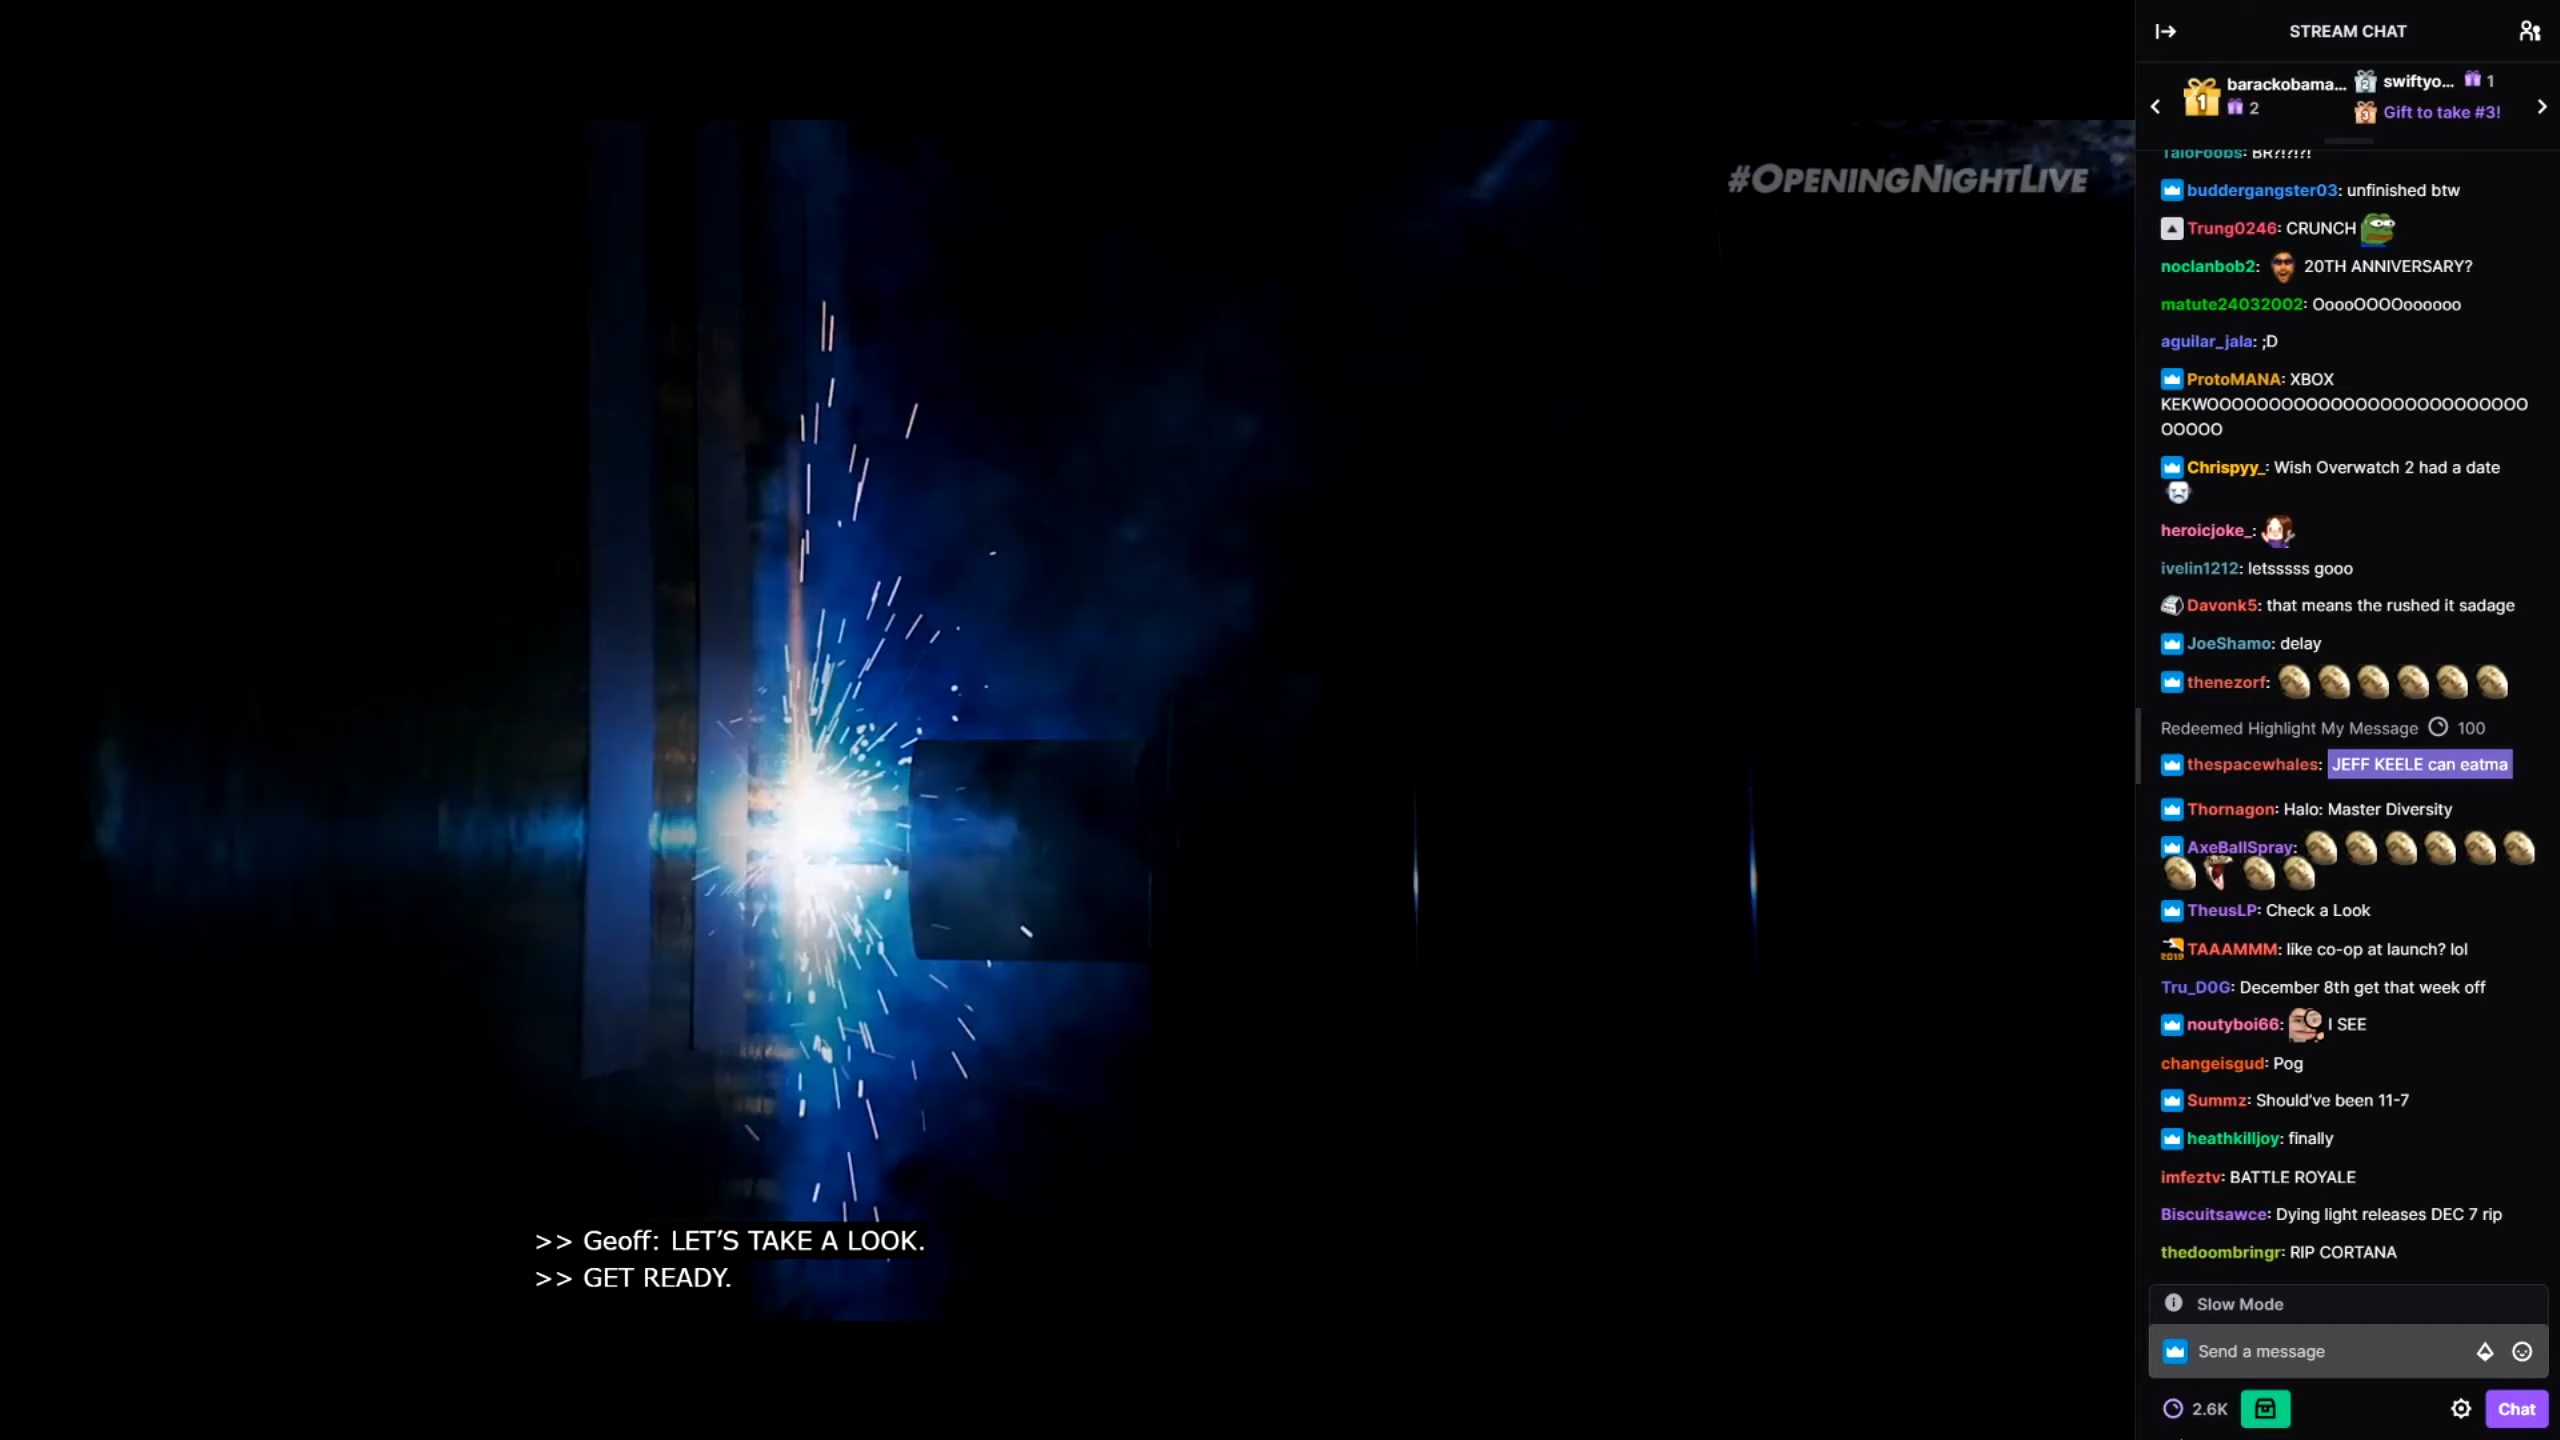 #OPENINGNIGHTLIVE
>> Geoff: LET'S TAKE A LOOK.
>> GET READY.
STREAM CHAT
1
barackobama...
2
2
swiftyo...
1
3
Gift to take #3!
TaloFoobs: BR?!?!?!
buddergangster03: unfinished btw
Trung0246: CRUNCH
noclanbob2: 20TH ANNIVERSARY?
matute24032002: OoooOOOOoooooo
aguilar_jala: ;D
ProtoMANA: XBOX
KEKWOOOOOOOOOOOOOOOOOOOOOOOOOO
OOOOO
Chrispyy_: Wish Overwatch 2 had a date
heroicjoke_:
ivelin1212: letsssss gooo
Davonk5: that means the rushed it sadage
JoeShamo: delay
thenezorf:
Redeemed Highlight My Message 100
thespacewhales: JEFF KEELE can eatma
Thornagon: Halo: Master Diversity
AxeBallSpray:
TheusLP: Check a Look
2019 TAAAMMM: like co-op at launch? lol
Tru_D0G: December 8th get that week off
noutyboi66: I SEE
changeisgud: Pog
Summz: Should've been 11-7
heathkilljoy: finally
imfeztv: BATTLE ROYALE
Biscuitsawce: Dying light releases DEC 7 rip
thedoombringr: RIP CORTANA
Slow Mode
Send a message
2.6K
Chat